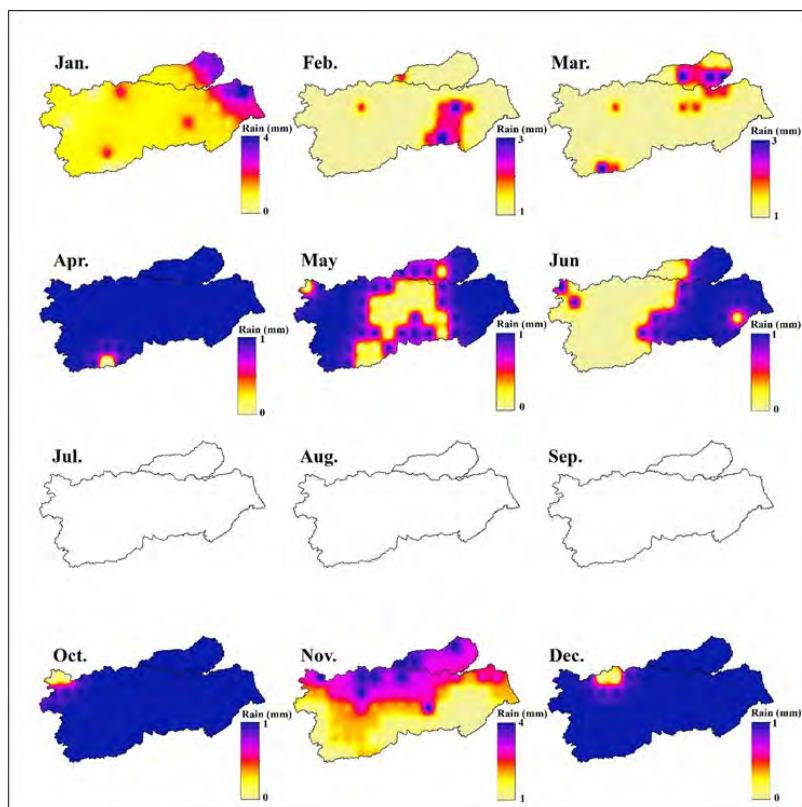 Jan.
Feb.
Mar.
Rain (mm)
4
0
Rain (mm)
3
1
Rain (mm)
3
1
Apr.
May
Jun
Rain (mm)
1
0
Rain (mm)
1
0
Rain (mm)
1
0
Jul.
Aug.
Sep.
Oct.
Nov.
Dec.
Rain (mm)
1
0
Rain (mm)
4
1
Rain (mm)
1
0